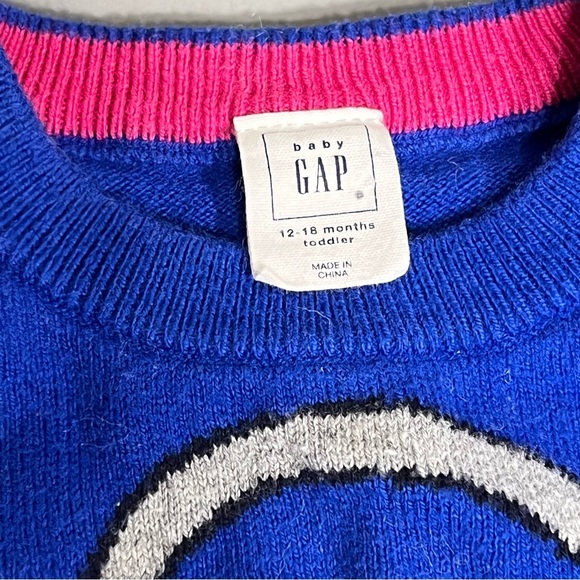 baby
GAP
12-18 months
toddler
MADE IN
CHINA